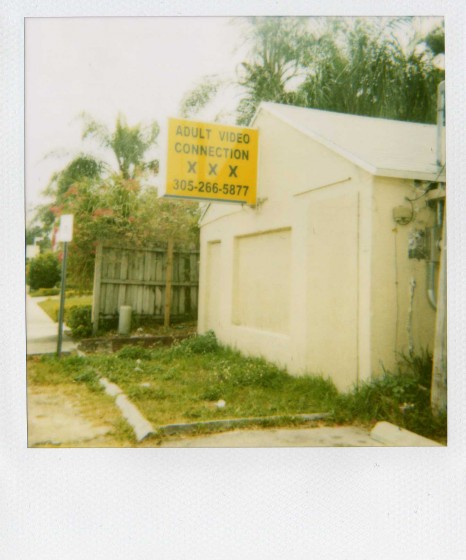 ADULT VIDEO
CONNECTION
X X X
305-266-5877